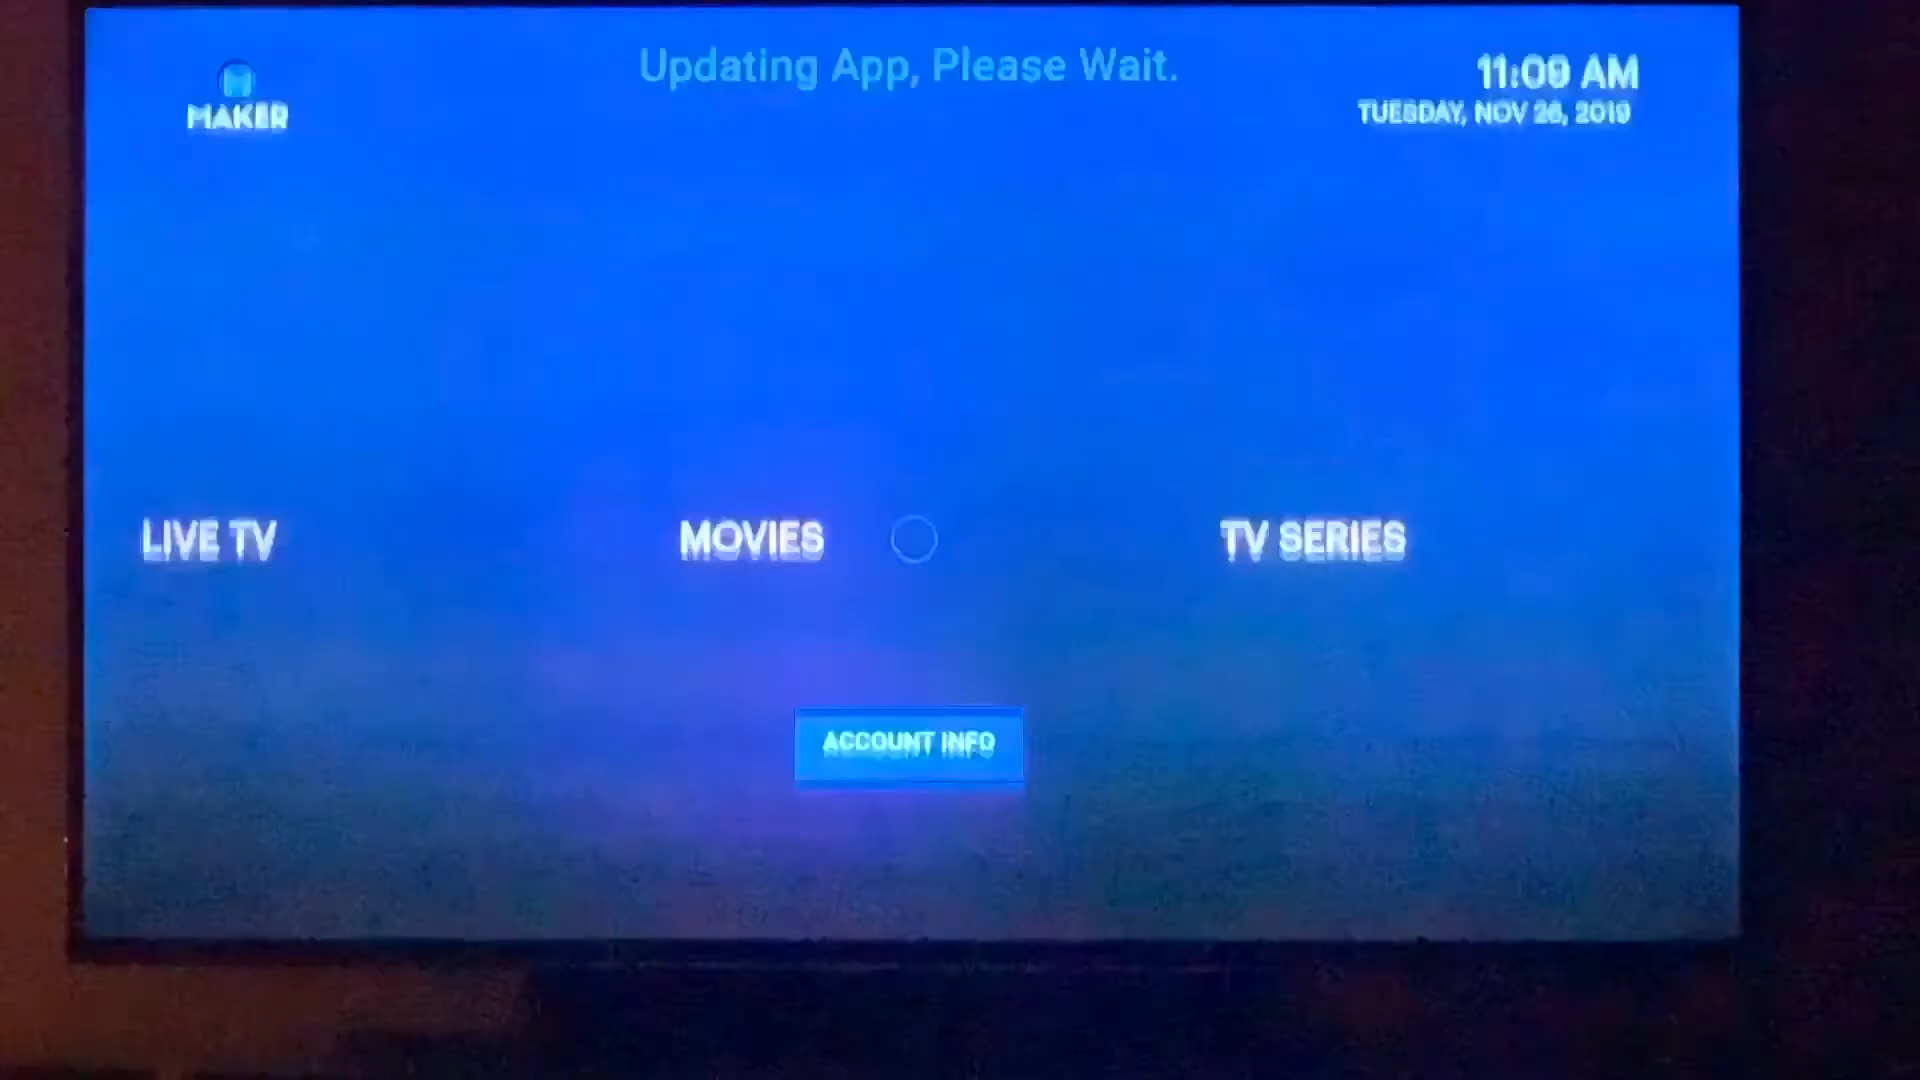 Updating App, Please Wait.
M
MAKER
11:09 AM
TUESDAY, NOV 26, 2019
LIVE TV
MOVIES
TV SERIES
ACCOUNT INFO